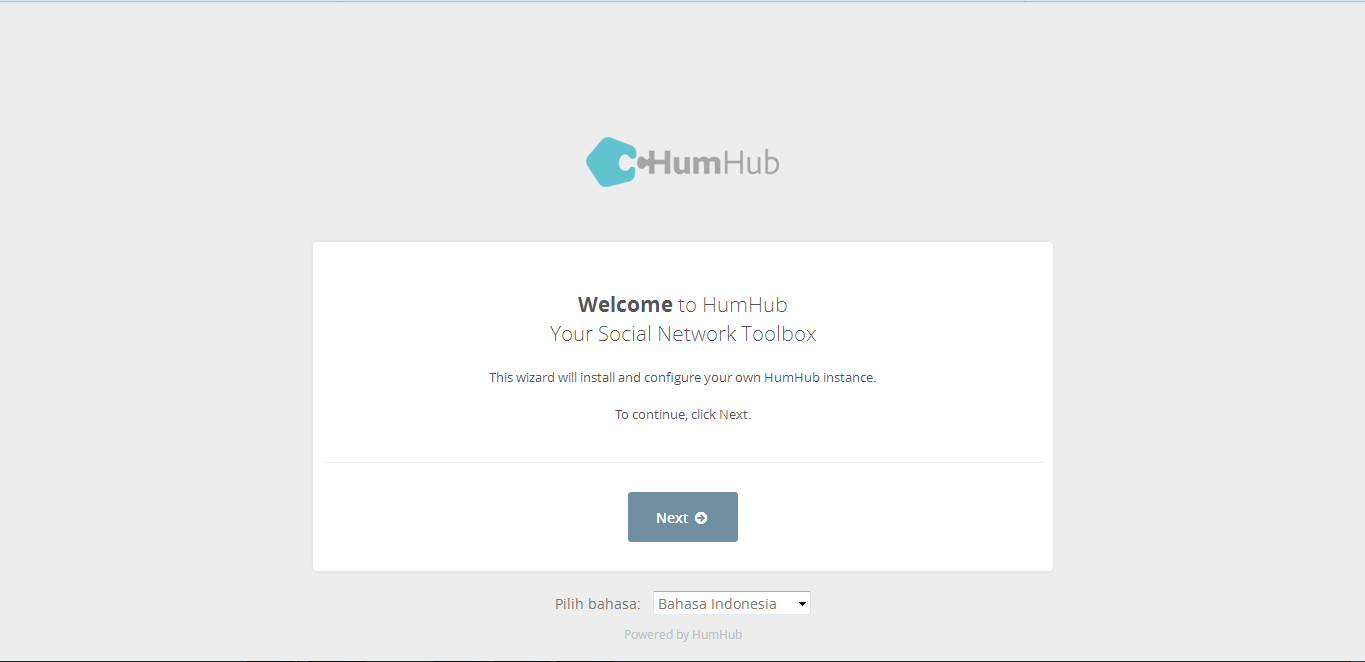 HumHub
Welcome to HumHub
Your Social Network Toolbox
This wizard will install and configure your own HumHub instance.
To continue, click Next.
Next
Pilih bahasa: Bahasa Indonesia
Powered by HumHub